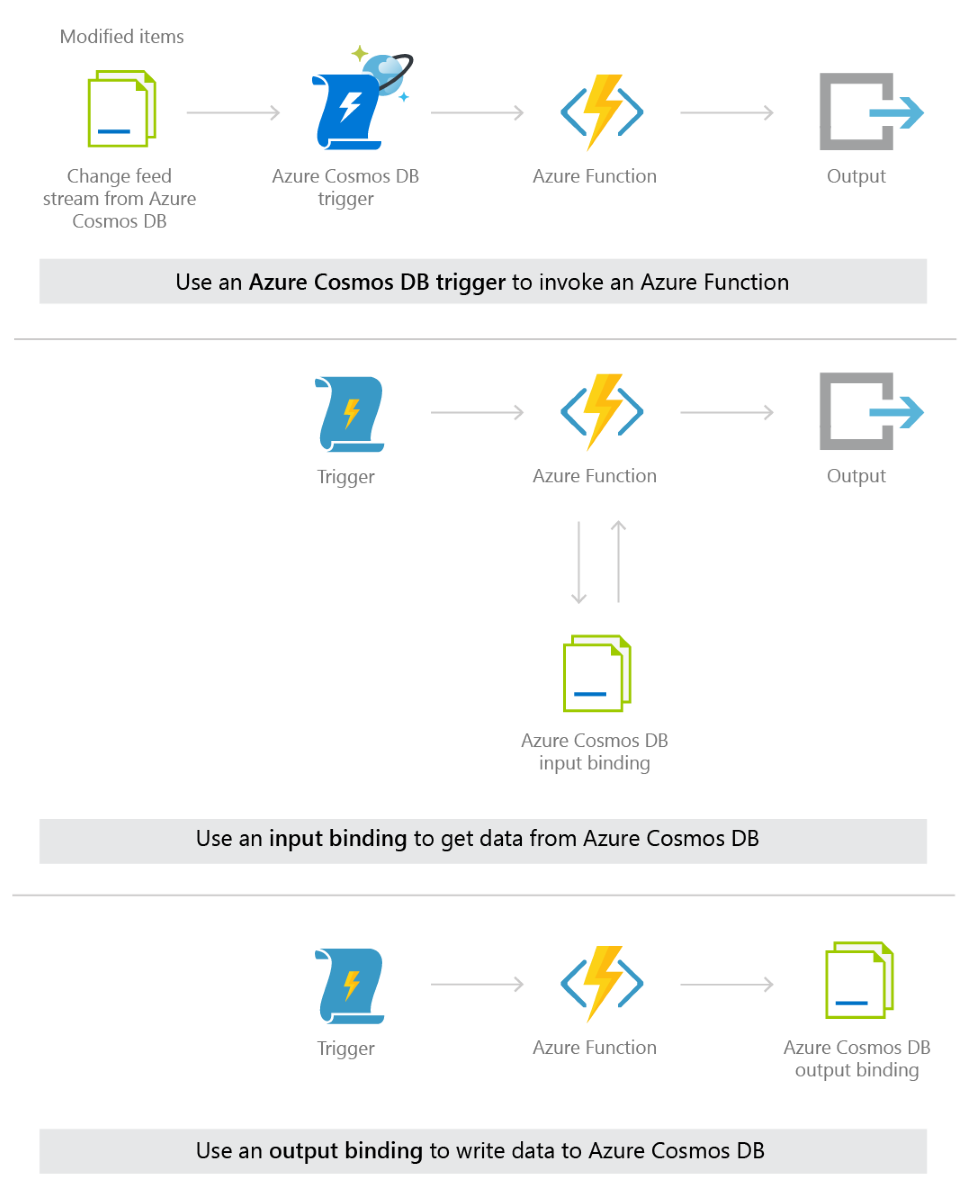 Modified items
Change feed
stream from Azure
Cosmos DB
Azure Cosmos DB
trigger
Azure Function
Output
Use an Azure Cosmos DB trigger to invoke an Azure Function
Trigger
Azure Function
Output
Azure Cosmos DB
input binding
Use an input binding to get data from Azure Cosmos DB
Trigger
Azure Function
Azure Cosmos DB
output binding
Use an output binding to write data to Azure Cosmos DB